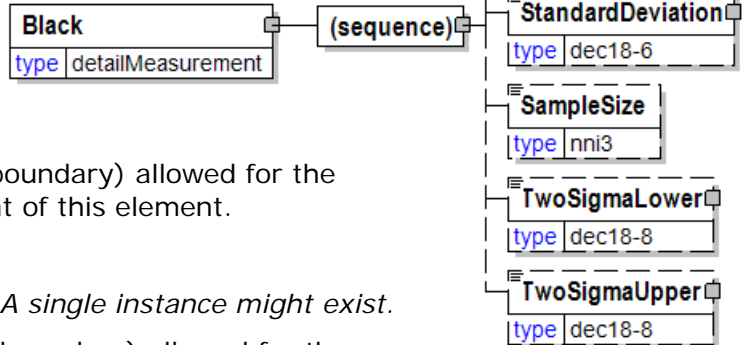 StandardDeviation
type dec18-6
Black
type detailMeasurement
(sequence)
SampleSize
type nni3
TwoSigmaLower
type dec18-8
TwoSigmaUpper
type dec18-8
boundary) allowed for the
t of this element.
A single instance might exist.